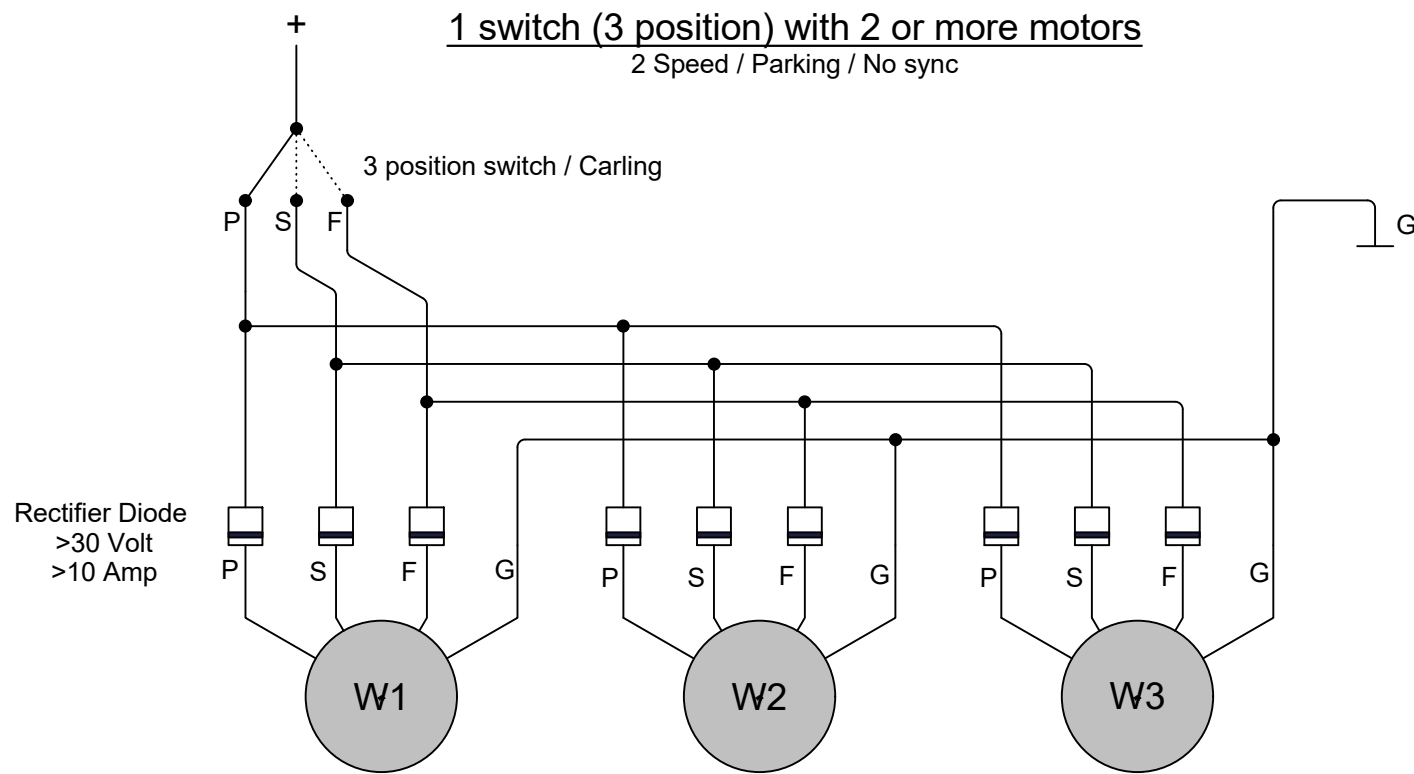 +
1 switch (3 position) with 2 or more motors
2 Speed / Parking / No sync
3 position switch / Carling
P S F
G
Rectifier Diode
>30 Volt
>10 Amp
P S F G P S F G P S F G
W1 W2 W3